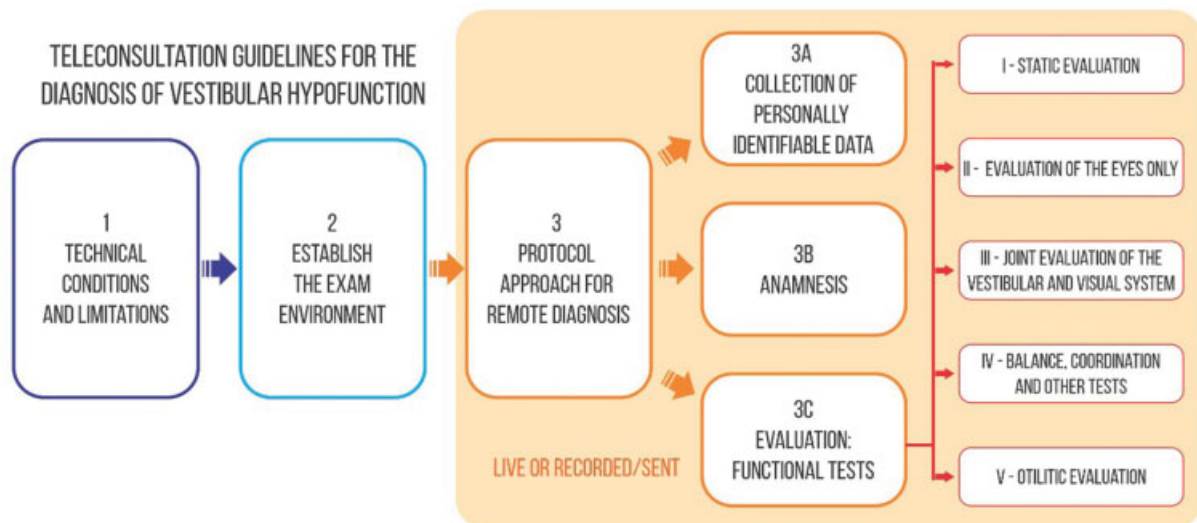 TELECONSULTATION GUIDELINES FOR THE
DIAGNOSIS OF VESTIBULAR HYPOFUNCTION
1
TECHNICAL
CONDITIONS
AND LIMITATIONS
2
ESTABLISH
THE EXAM
ENVIRONMENT
3
PROTOCOL
APPROACH FOR
REMOTE DIAGNOSIS
3A
COLLECTION OF
PERSONALLY
IDENTIFIABLE DATA
3B
ANAMNESIS
3C
EVALUATION:
FUNCTIONAL TESTS
LIVE OR RECORDED/SENT
I - STATIC EVALUATION
II - EVALUATION OF THE EYES ONLY
III - JOINT EVALUATION OF THE
VESTIBULAR AND VISUAL SYSTEM
IV - BALANCE, COORDINATION
AND OTHER TESTS
V - OTILITIC EVALUATION